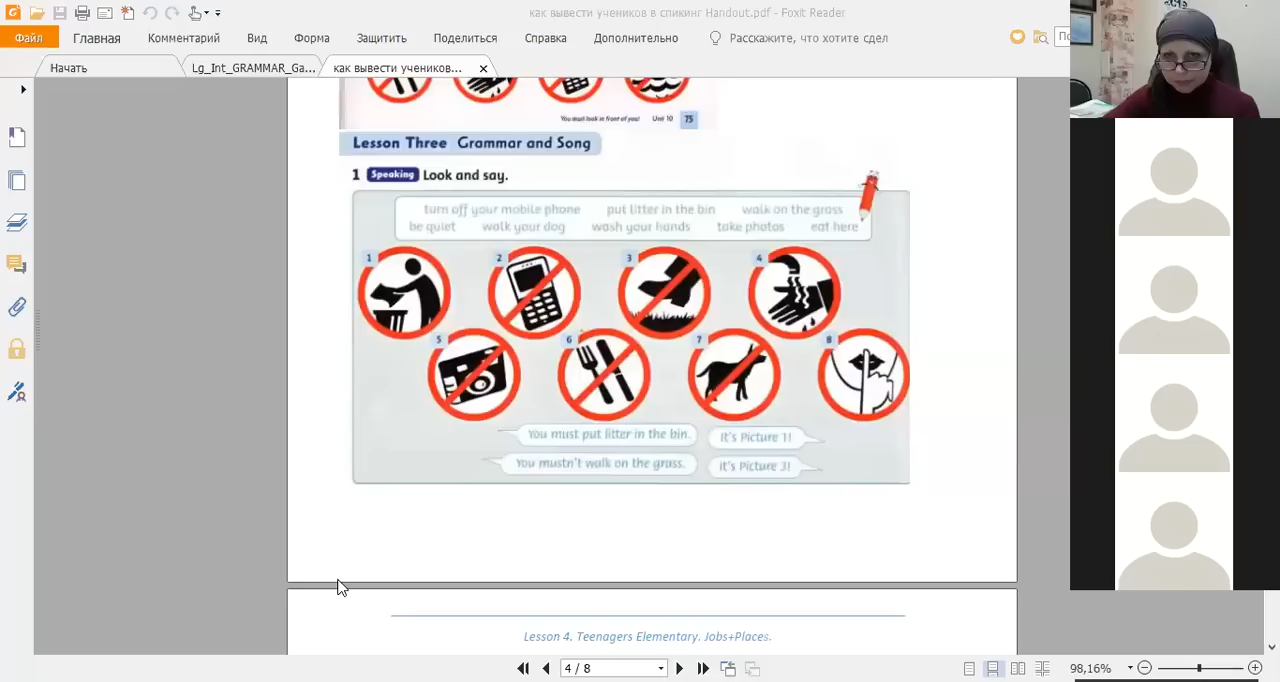 как вывести учеников в спикинг Handout.pdf - Foxit Reader
Файл Главная Комментарий Вид Форма Защитить Поделиться Справка Дополнительно Расскажите, что хотите сделать
Начать Lg_Int_GRAMMAR_Ga... как вывести учеников...
You must look in front of you! Unit 10 75
Lesson Three Grammar and Song
1 Speaking Look and say.
turn off your mobile phone put litter in the bin walk on the grass
be quiet walk your dog wash your hands take photos eat here
1 2 3 4
5 6 7 8
You must put litter in the bin. It's Picture 1!
You mustn't walk on the grass. It's Picture 3!
Lesson 4. Teenagers Elementary. Jobs+Places.
4 / 8 98,16%